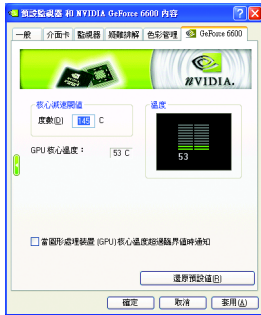 預設監視器 和 NVIDIA GeForce 6600 內容
一般 介面卡 監視器 疑難排解 色彩管理 GeForce 6600
NVIDIA.
核心減速閾值
度數(D) 145 C
溫度
53
GPU 核心溫度： 53 C
當圖形處理裝置 (GPU) 核心溫度超過臨界值時通知
還原預設值(R)
確定 取消 套用(A)